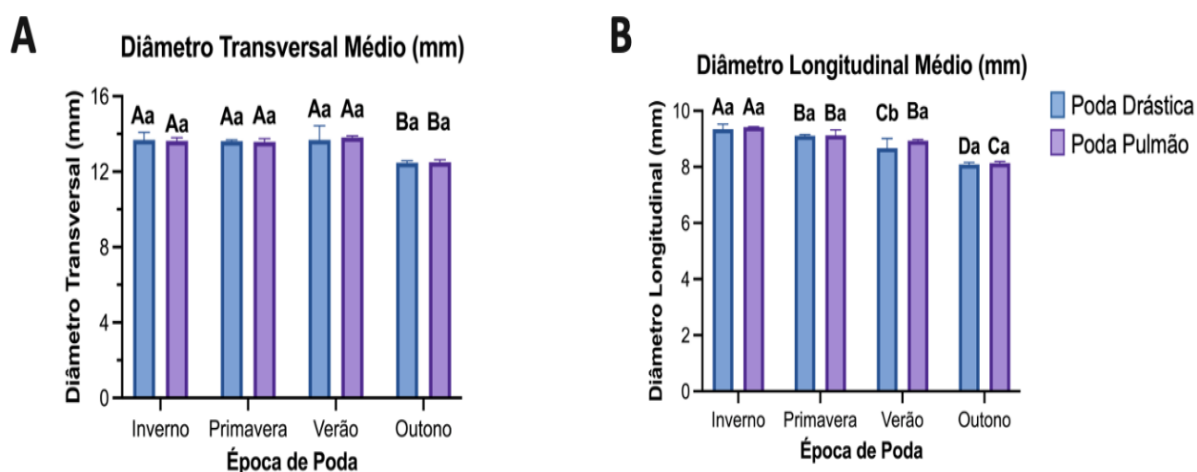 A
Diâmetro Transversal Médio (mm)
Diâmetro Transversal (mm)
16
12
8
4
0
Aa Aa Aa Aa Aa Aa Ba Ba
Inverno Primavera Verão Outono
Época de Poda
B
Diâmetro Longitudinal Médio (mm)
Diâmetro Longitudinal (mm)
10
8
6
4
2
0
Aa Aa Ba Ba Cb Ba Da Ca
Inverno Primavera Verão Outono
Época de Poda
Poda Drástica
Poda Pulmão